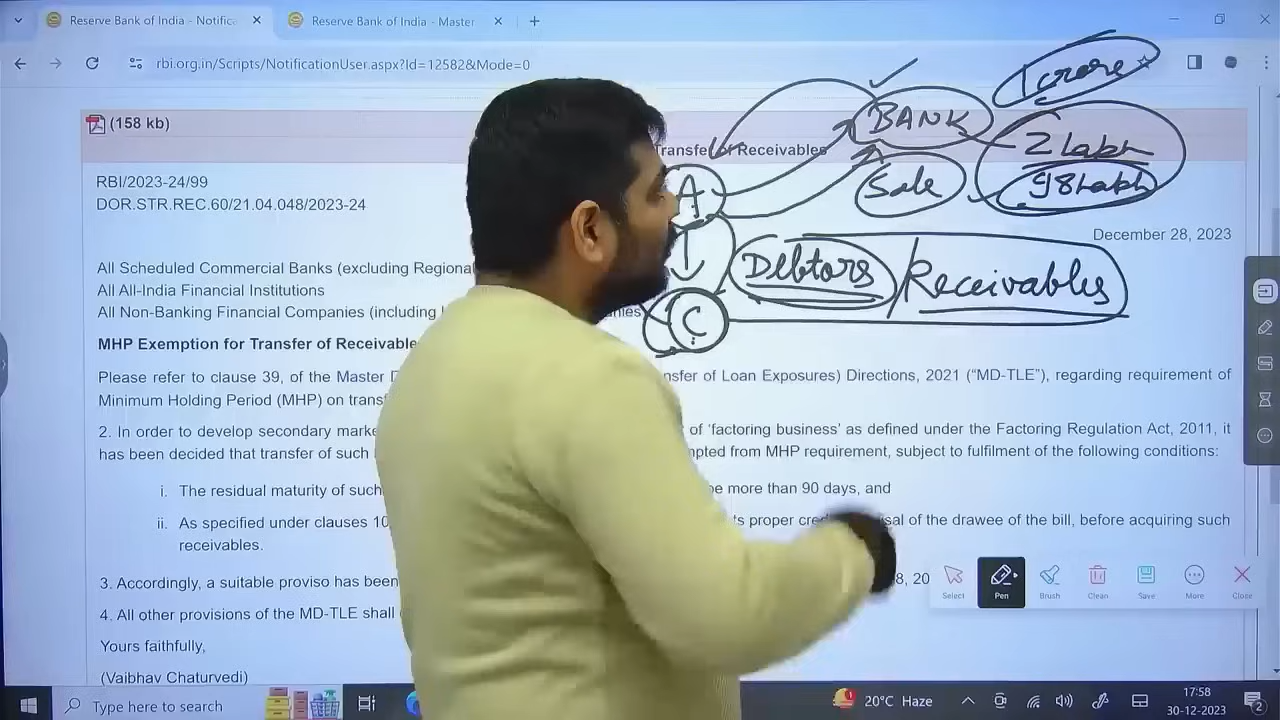 Reserve Bank of India - Notific
Reserve Bank of India - Master
rbi.org.in/Scripts/NotificationUser.aspx?Id=12582&Mode=0
1 crore
(158 kb)
BANK
2 Lakh
Transfer of Receivables
RBI/2023-24/99
A
Sale
98 Lakh
DOR.STR.REC.60/21.04.048/2023-24
December 28, 2023
All Scheduled Commercial Banks (excluding Regional
Debtors / Receivables
All All-India Financial Institutions
All Non-Banking Financial Companies (including
C
MHP Exemption for Transfer of Receivable
Please refer to clause 39, of the Master nsfer of Loan Exposures) Directions, 2021 (“MD-TLE”), regarding requirement of
Minimum Holding Period (MHP) on
2. In order to develop secondary of ‘factoring business’ as defined under the Factoring Regulation Act, 2011, it
has been decided that transfer of such from MHP requirement, subject to fulfilment of the following conditions:
i. The residual maturity of such be more than 90 days, and
ii. As specified under clauses 10 proper of the drawee of the bill, before acquiring such
receivables.
3. Accordingly, a suitable proviso has been 8, 20
4. All other provisions of the MD-TLE shall
Yours faithfully,
(Vaibhav Chaturvedi)
Select Pen Brush Clean Save More Close
Type here to search
20°C Haze
17:58
30-12-2023
2